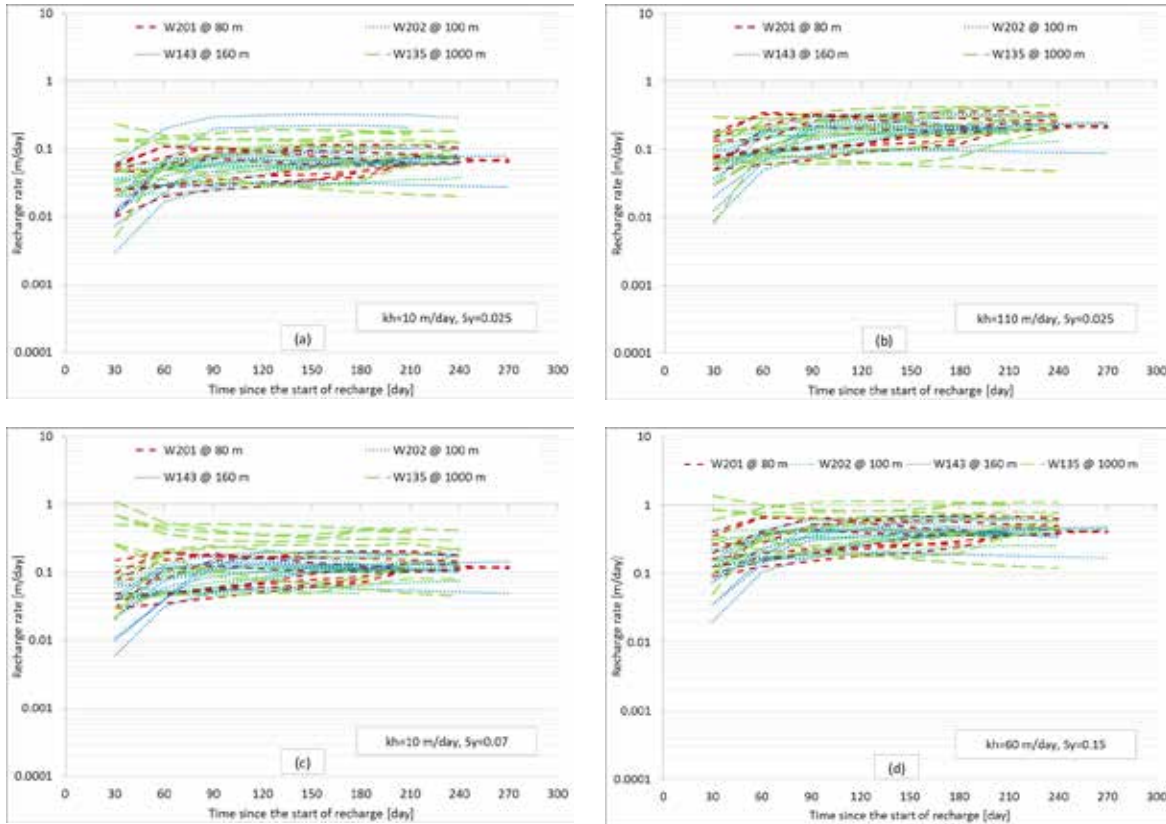 10
1
0.1
0.01
0.001
0.0001
Recharge rate [m/day]
W201 @ 80 m
W202 @ 100 m
W143 @ 160 m
W135 @ 1000 m
kh=10 m/day, Sy=0.025
(a)
0 30 60 90 120 150 180 210 240 270 300
Time since the start of recharge [day]
10
1
0.1
0.01
0.001
0.0001
Recharge rate [m/day]
W201 @ 80 m
W202 @ 100 m
W143 @ 160 m
W135 @ 1000 m
kh=110 m/day, Sy=0.025
(b)
0 30 60 90 120 150 180 210 240 270 300
Time since the start of recharge [day]
10
1
0.1
0.01
0.001
0.0001
Recharge rate [m/day]
W201 @ 80 m
W202 @ 100 m
W143 @ 160 m
W135 @ 1000 m
kh=10 m/day, Sy=0.07
(c)
0 30 60 90 120 150 180 210 240 270 300
Time since the start of recharge [day]
10
1
0.1
0.01
0.001
0.0001
Recharge rate [m/day]
W201 @ 80 m W202 @ 100 m W143 @ 160 m W135 @ 1000 m
kh=60 m/day, Sy=0.15
(d)
0 30 60 90 120 150 180 210 240 270 300
Time since the start of recharge [day]